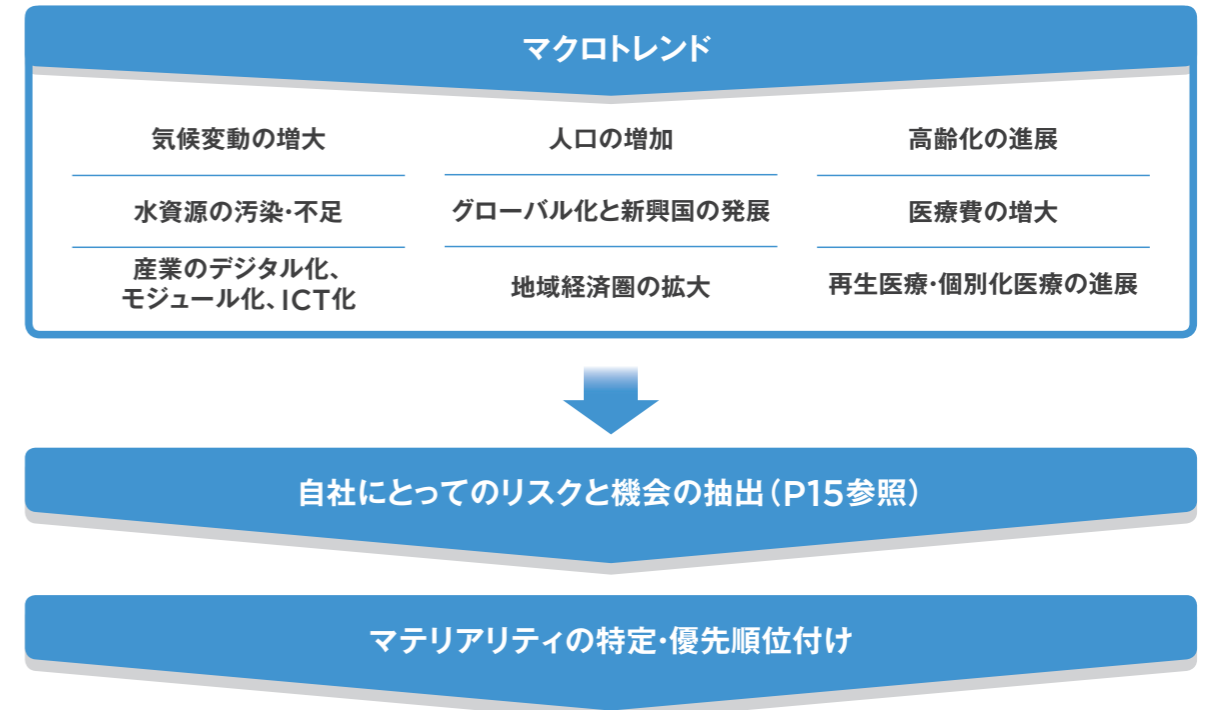 マクロトレンド
気候変動の増大
人口の増加
高齢化の進展
水資源の汚染・不足
グローバル化と新興国の発展
医療費の増大
産業のデジタル化、
モジュール化、ICT化
地域経済圏の拡大
再生医療・個別化医療の進展
自社にとってのリスクと機会の抽出（P15参照）
マテリアリティの特定・優先順位付け